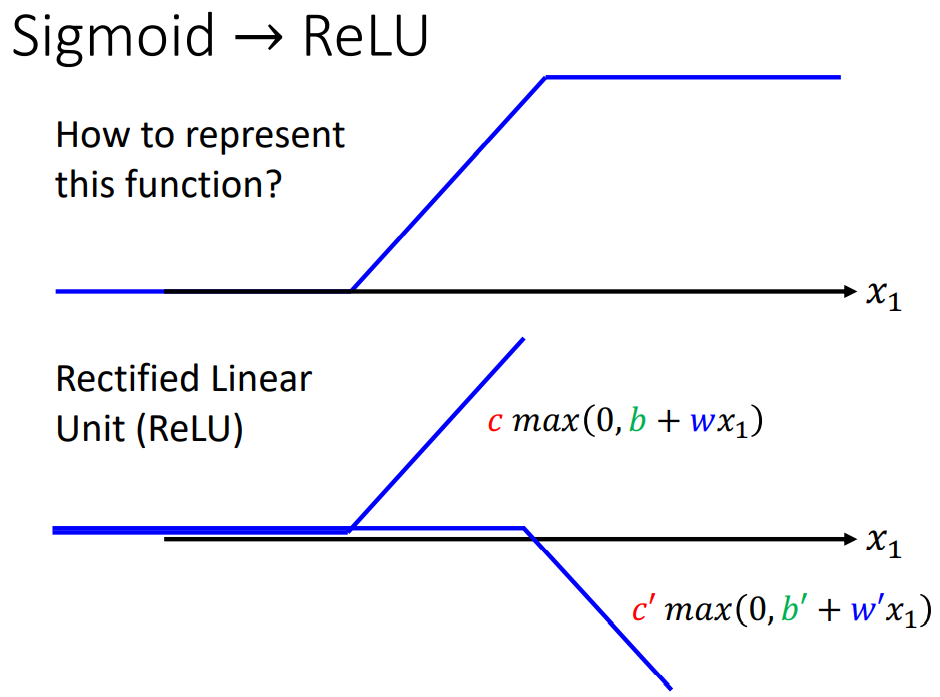 Sigmoid → ReLU
How to represent
this function?
x₁
Rectified Linear
Unit (ReLU)
c max(0, b + wx₁)
x₁
c′ max(0, b′ + w′x₁)